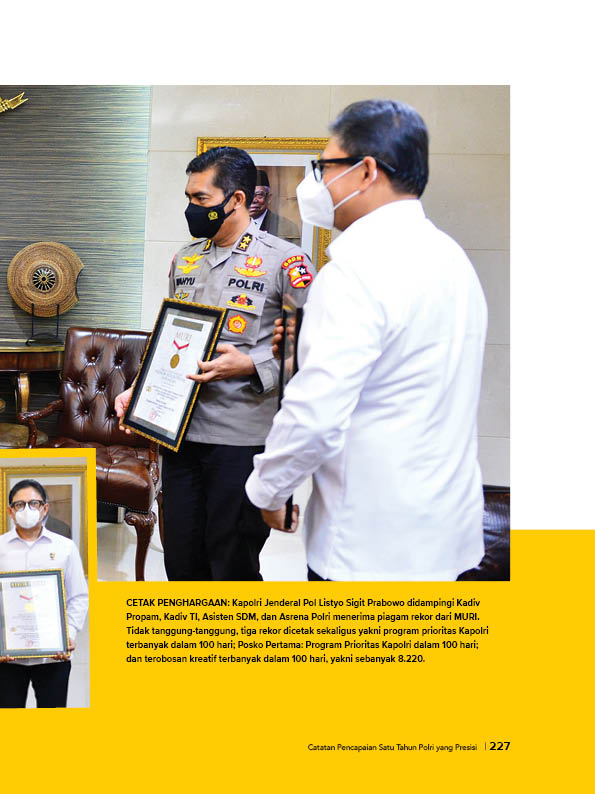 WAHYU
POLRI
SSDM
MURI
CETAK PENGHARGAAN: Kapolri Jenderal Pol Listyo Sigit Prabowo didampingi Kadiv
Propam, Kadiv TI, Asisten SDM, dan Asrena Polri menerima piagam rekor dari MURI.
Tidak tanggung-tanggung, tiga rekor dicetak sekaligus yakni program prioritas Kapolri
terbanyak dalam 100 hari; Posko Pertama: Program Prioritas Kapolri dalam 100 hari;
dan terobosan kreatif terbanyak dalam 100 hari, yakni sebanyak 8.220.
Catatan Pencapaian Satu Tahun Polri yang Presisi | 227